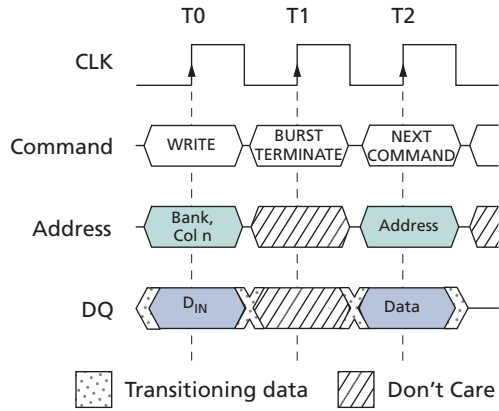 T0 T1 T2
CLK
Command WRITE BURST TERMINATE NEXT COMMAND
Address Bank, Col n Address
DQ DIN Data
Transitioning data Don't Care